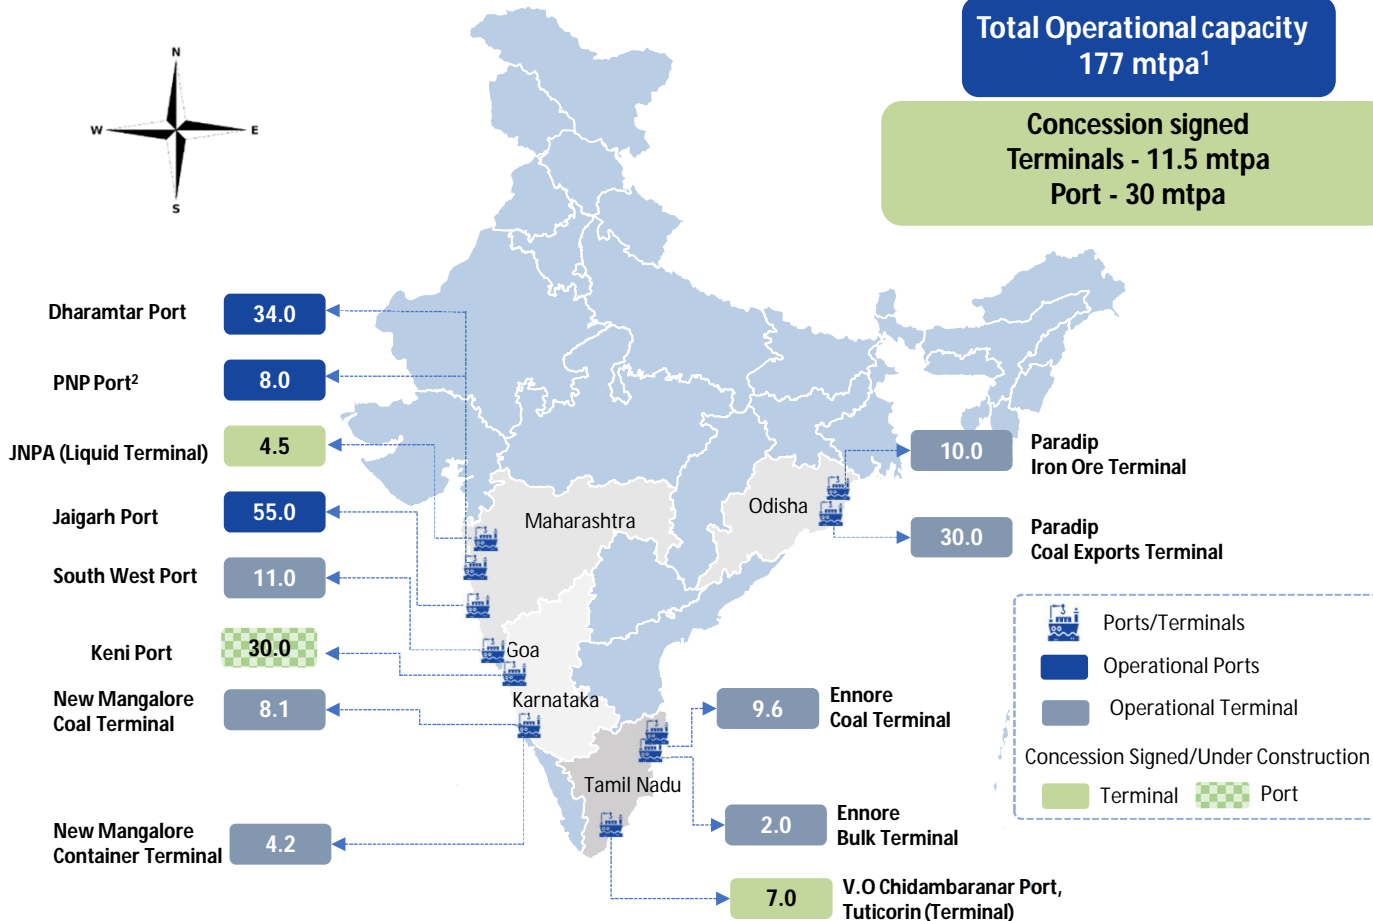 Total Operational capacity
177 mtpa¹
Concession signed
Terminals - 11.5 mtpa
Port - 30 mtpa
N
W
E
S
Dharamtar Port
34.0
PNP Port²
8.0
JNPA (Liquid Terminal)
4.5
Jaigarh Port
55.0
South West Port
11.0
Keni Port
30.0
New Mangalore
Coal Terminal
8.1
New Mangalore
Container Terminal
4.2
Maharashtra
Odisha
Goa
Karnataka
Tamil Nadu
10.0
Paradip
Iron Ore Terminal
30.0
Paradip
Coal Exports Terminal
9.6
Ennore
Coal Terminal
2.0
Ennore
Bulk Terminal
7.0
V.O Chidambaranar Port,
Tuticorin (Terminal)
Ports/Terminals
Operational Ports
Operational Terminal
Concession Signed/Under Construction
Terminal
Port